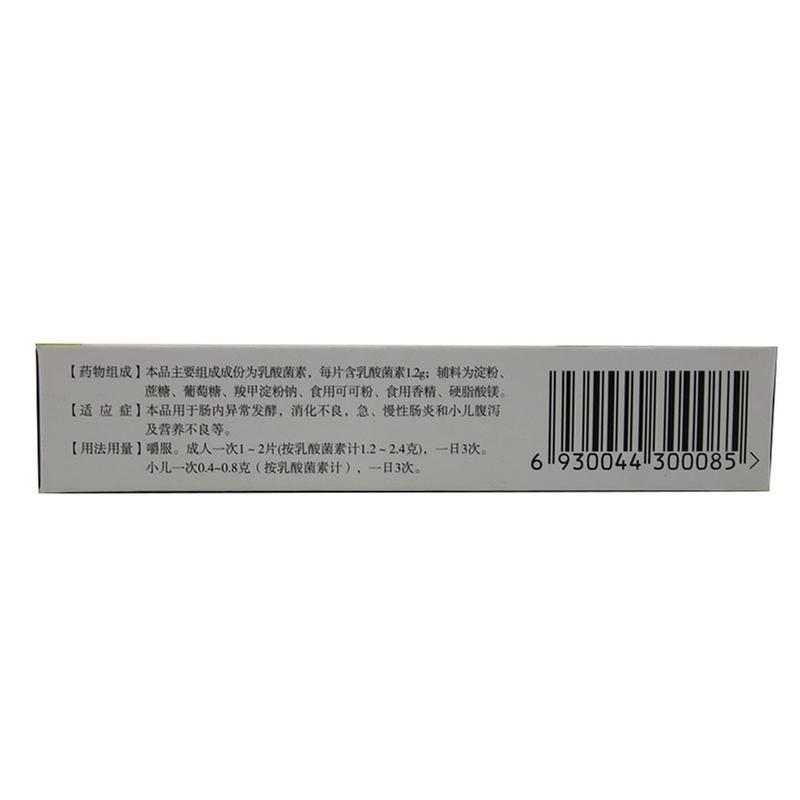 【药物组成】本品主要组成成份为乳酸菌素，每片含乳酸菌素1.2g；辅料为淀粉、
蔗糖、葡萄糖、羧甲淀粉钠、食用可可粉、食用香精、硬脂酸镁。
【适 应 症】本品用于肠内异常发酵，消化不良，急、慢性肠炎和小儿腹泻
及营养不良等。
【用法用量】嚼服。成人一次1～2片(按乳酸菌素计1.2～2.4克)，一日3次。
小儿一次0.4~0.8克（按乳酸菌素计），一日3次。
6 930044 300085 >